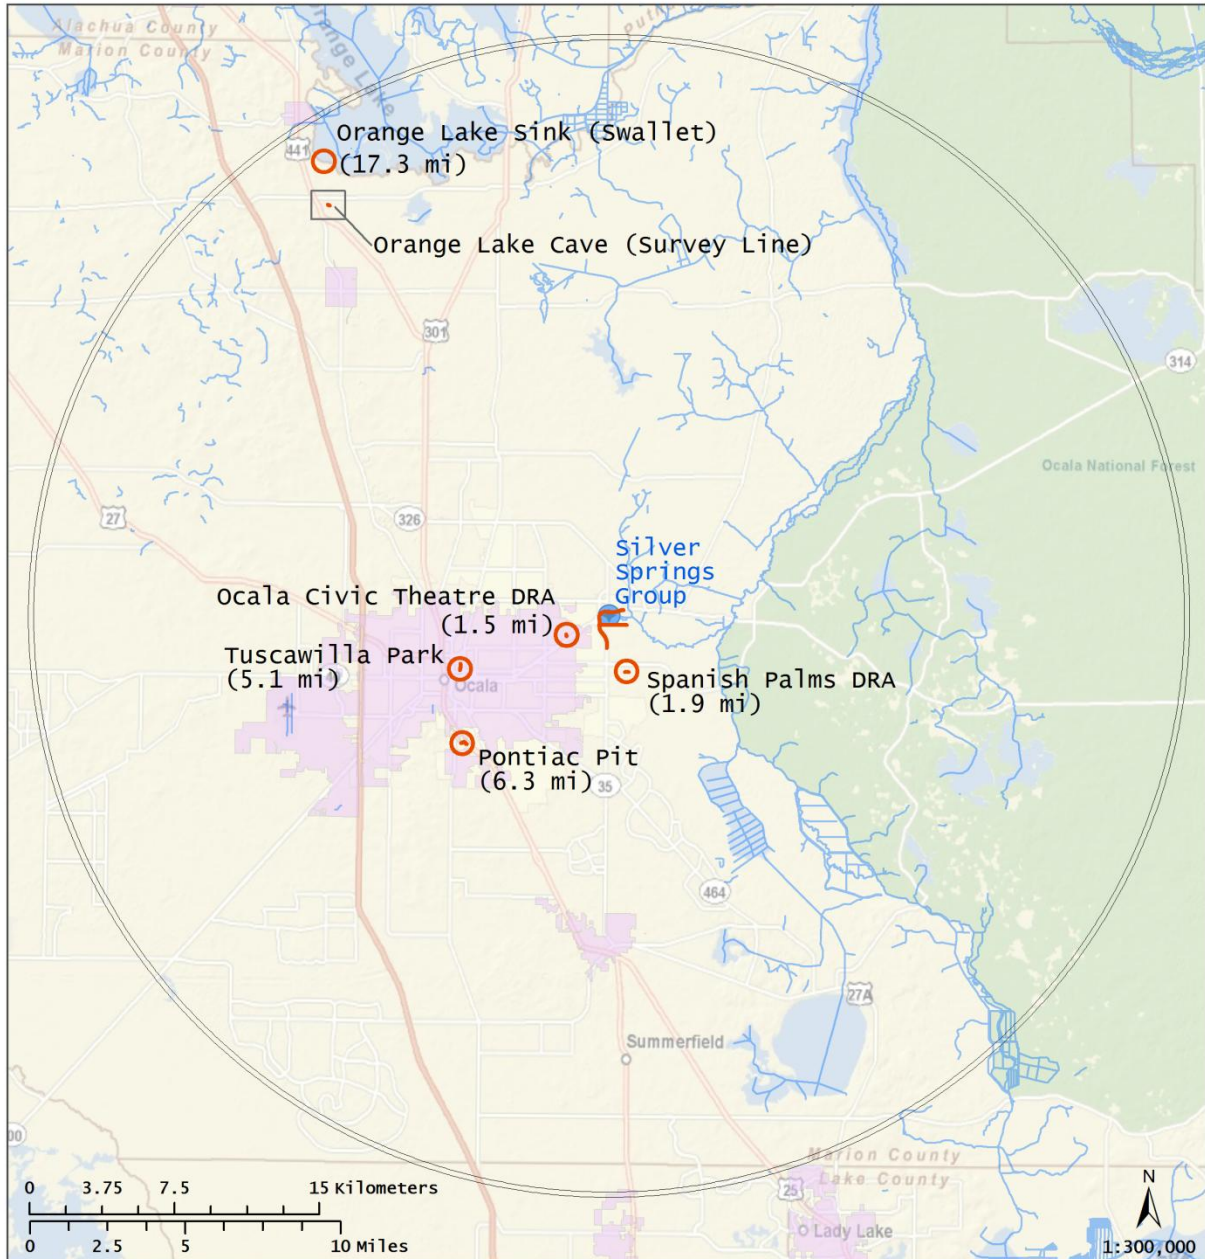 Alachua County
Marion County
Orange Lake
Putnam
441
Orange Lake Sink (Swallet)
(17.3 mi)
Orange Lake Cave (Survey Line)
301
314
Ocala National Forest
27
326
Silver
Springs
Group
Ocala Civic Theatre DRA
(1.5 mi)
Tuscawilla Park
(5.1 mi)
Ocala
Spanish Palms DRA
(1.9 mi)
Pontiac Pit
(6.3 mi)
35
464
27A
Summerfield
Marion County
Lake County
25
Lady Lake
0 3.75 7.5 15 Kilometers
0 2.5 5 10 Miles
N
1:300,000